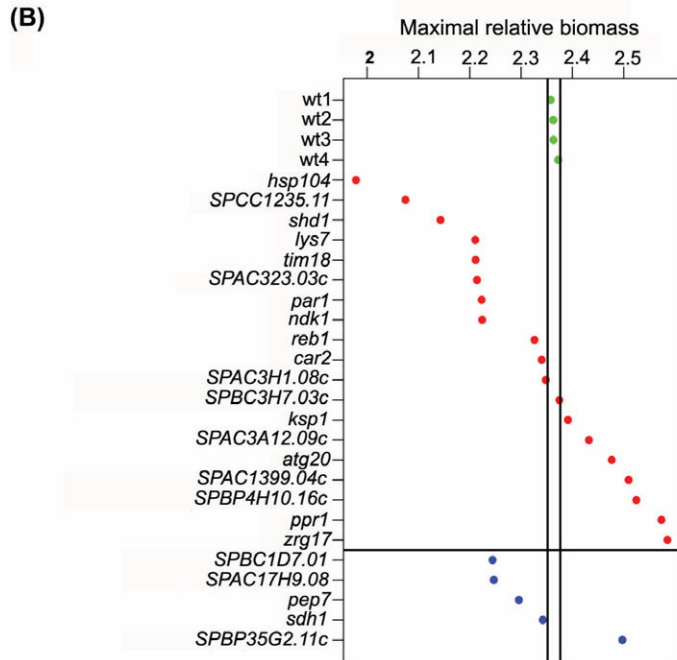 (B)
Maximal relative biomass
2 2.1 2.2 2.3 2.4 2.5
wt1
wt2
wt3
wt4
hsp104
SPCC1235.11
shd1
lys7
tim18
SPAC323.03c
par1
ndk1
reb1
car2
SPAC3H1.08c
SPBC3H7.03c
ksp1
SPAC3A12.09c
atg20
SPAC1399.04c
SPBP4H10.16c
ppr1
zrg17
SPBC1D7.01
SPAC17H9.08
pep7
sdh1
SPBP35G2.11c